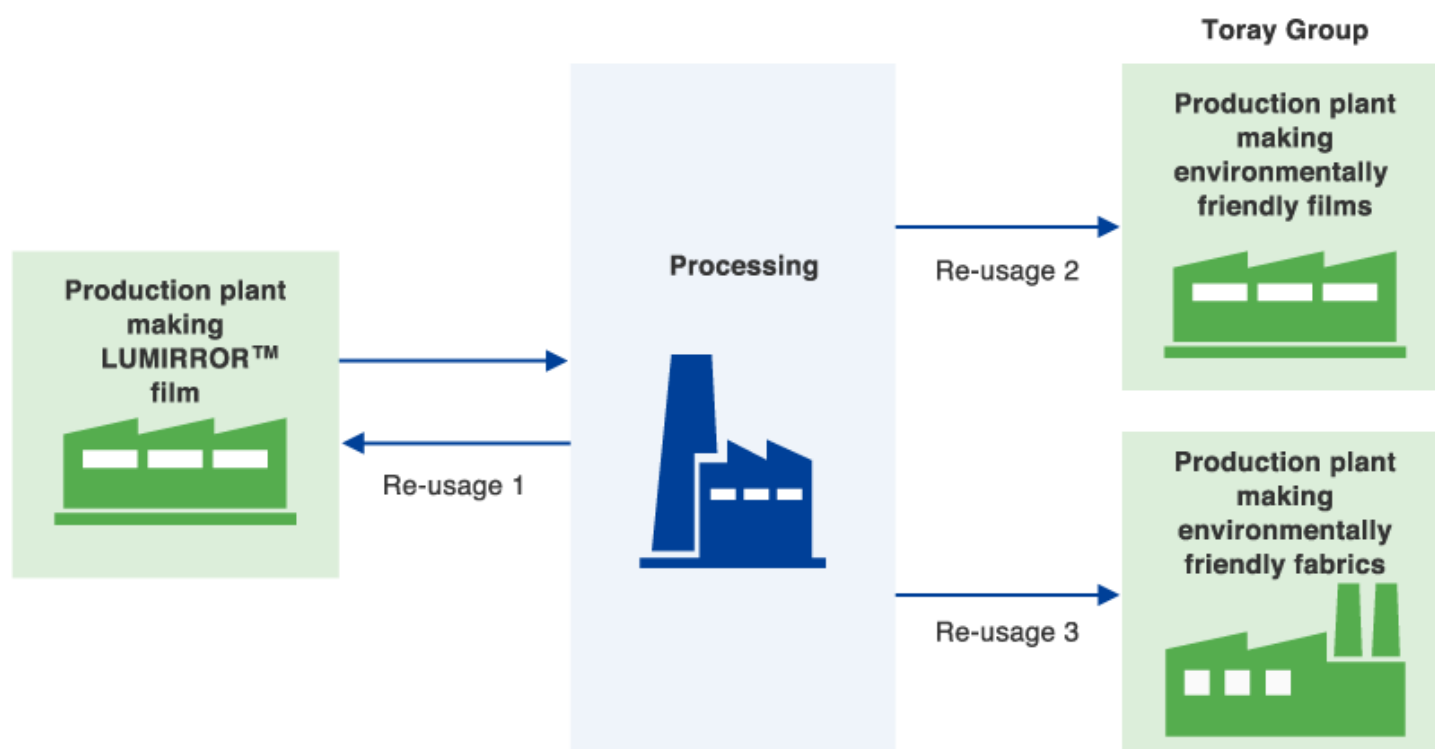 Toray Group
Production plant
making
environmentally
friendly films
Re-usage 2
Processing
Production plant
making
LUMIRROR™
film
Re-usage 1
Production plant
making
environmentally
friendly fabrics
Re-usage 3